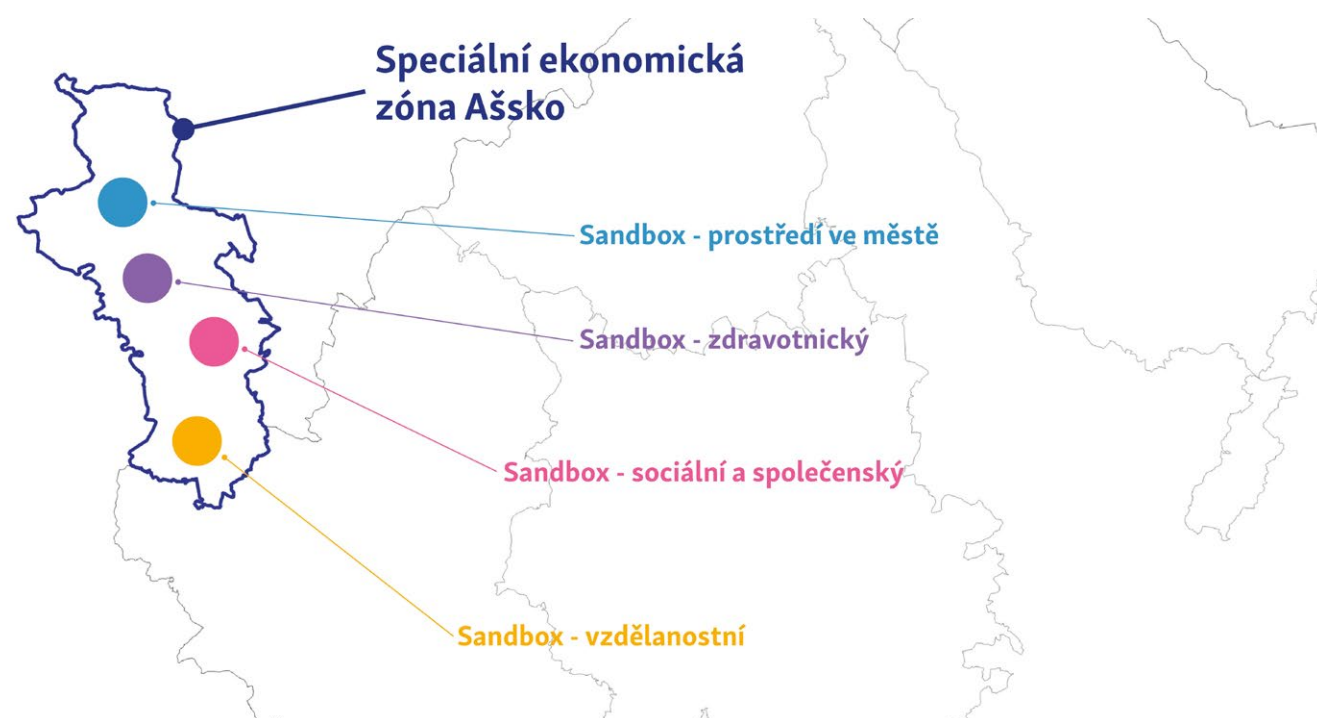 Speciální ekonomická
zóna Ašsko
Sandbox - prostředí ve městě
Sandbox - zdravotnický
Sandbox - sociální a společenský
Sandbox - vzdělanostní